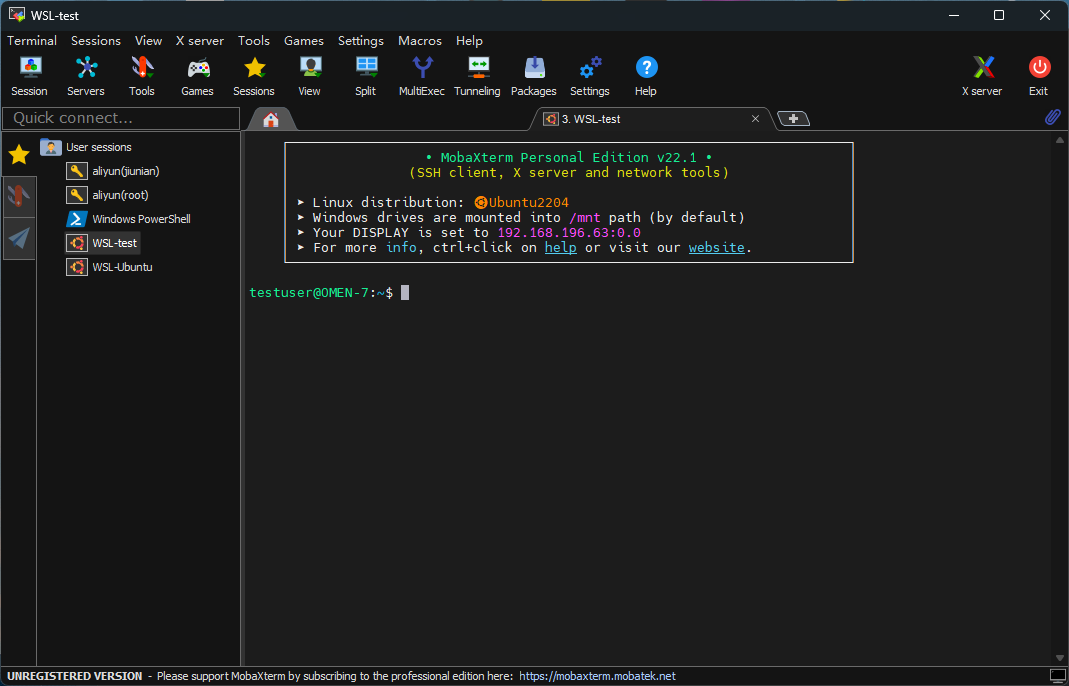 WSL-test
Terminal Sessions View X server Tools Games Settings Macros Help
Session Servers Tools Games Sessions View Split MultiExec Tunneling Packages Settings Help X server Exit
Quick connect...
3. WSL-test
User sessions
aliyun(jiunian)
aliyun(root)
Windows PowerShell
WSL-test
WSL-Ubuntu
• MobaXterm Personal Edition v22.1 •
(SSH client, X server and network tools)
➤ Linux distribution: Ubuntu2204
➤ Windows drives are mounted into /mnt path (by default)
➤ Your DISPLAY is set to 192.168.196.63:0.0
➤ For more info, ctrl+click on help or visit our website.
testuser@OMEN-7:~$
UNREGISTERED VERSION - Please support MobaXterm by subscribing to the professional edition here: https://mobaxterm.mobatek.net